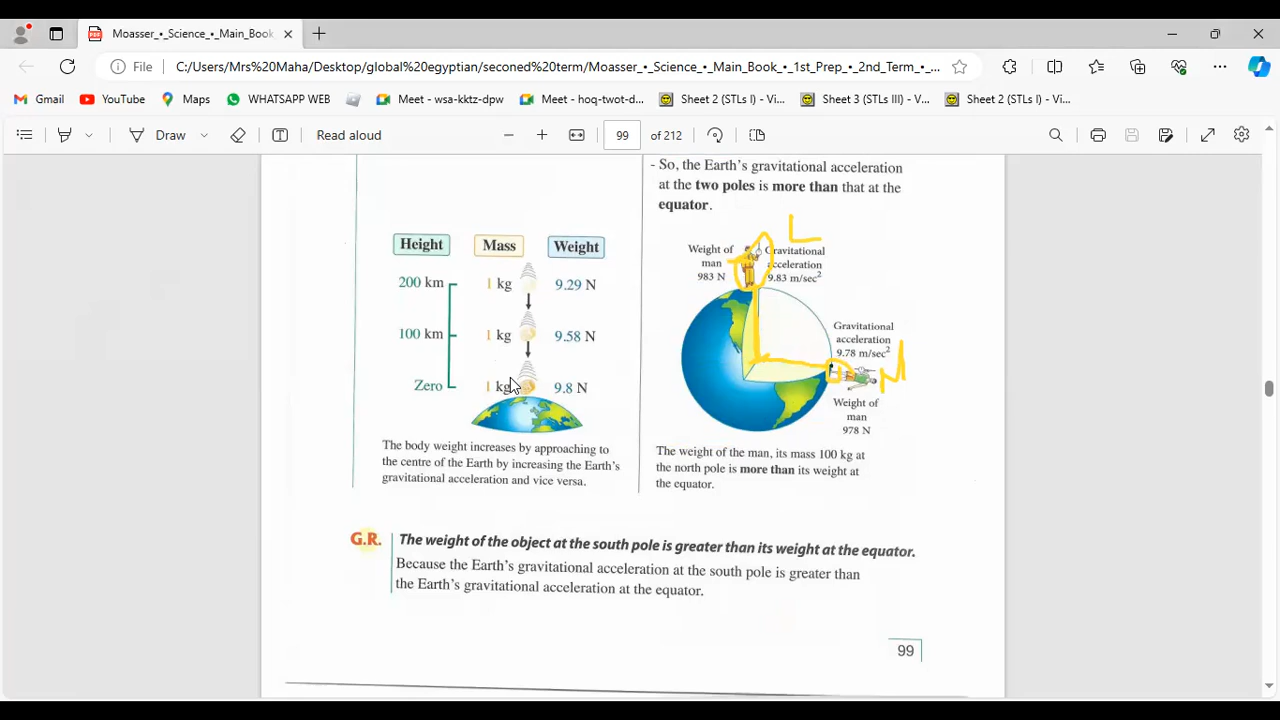 Moasser_•_Science_•_Main_Book_
File
C:/Users/Mrs%20Maha/Desktop/global%20egyptian/seconed%20term/Moasser_•_Science_•_Main_Book_•_1st_Prep_•_2nd_Term_•...
Gmail
YouTube
Maps
WHATSAPP WEB
Meet - wsa-kktz-dpw
Meet - hoq-twot-d...
Sheet 2 (STLs I) - Vi...
Sheet 3 (STLs III) - V...
Sheet 2 (STLs I) - Vi...
Draw
Read aloud
99
of 212
- So, the Earth's gravitational acceleration
at the two poles is more than that at the
equator.
Height
Mass
Weight
200 km
1 kg
9.29 N
100 km
1 kg
9.58 N
Zero
1 kg
9.8 N
The body weight increases by approaching to
the centre of the Earth by increasing the Earth's
gravitational acceleration and vice versa.
L
Weight of
man
983 N
Gravitational
acceleration
9.83 m/sec²
Gravitational
acceleration
9.78 m/sec²
M
Weight of
man
978 N
The weight of the man, its mass 100 kg at
the north pole is more than its weight at
the equator.
G.R.
The weight of the object at the south pole is greater than its weight at the equator.
Because the Earth's gravitational acceleration at the south pole is greater than
the Earth's gravitational acceleration at the equator.
99